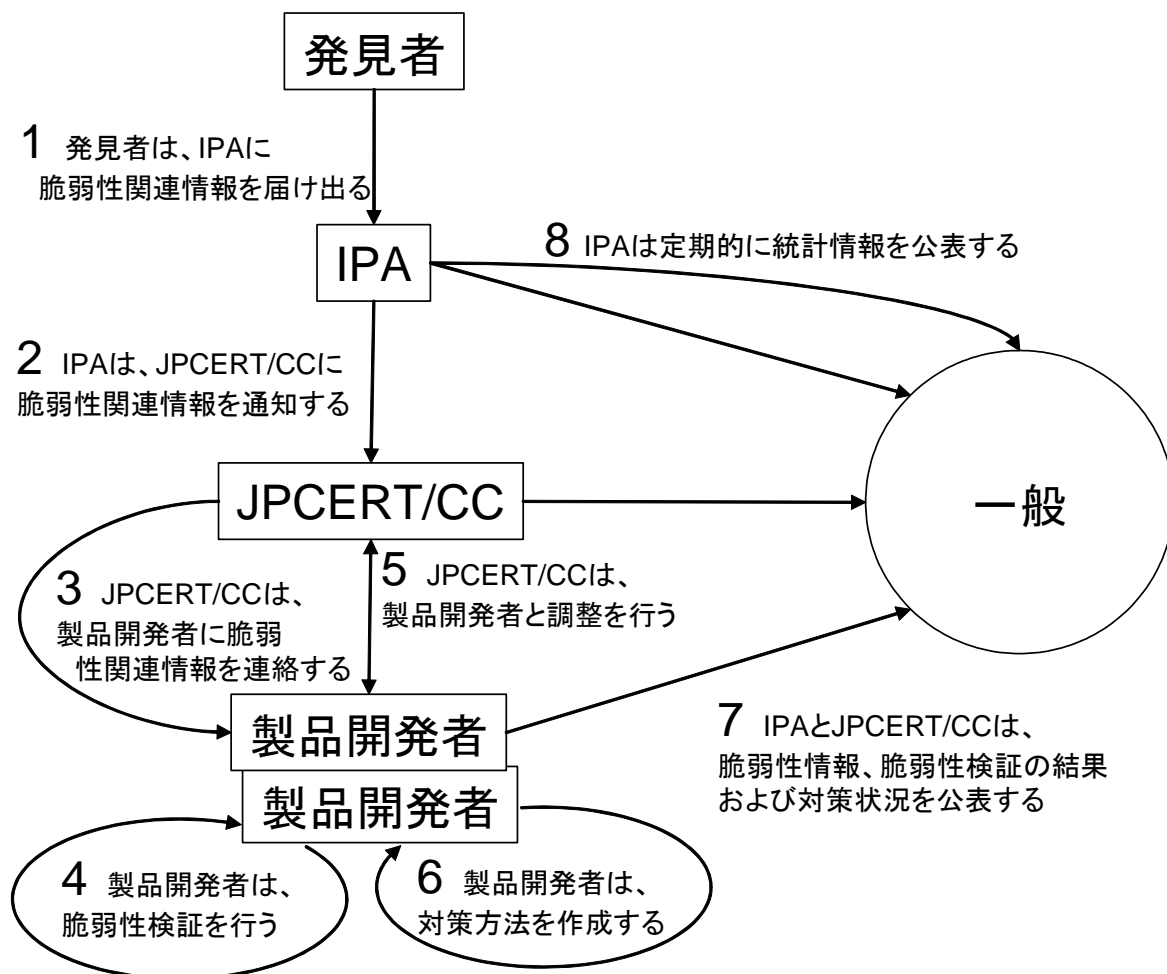 発見者
1 発見者は、IPAに
脆弱性関連情報を届け出る
IPA
8 IPAは定期的に統計情報を公表する
2 IPAは、JPCERT/CCに
脆弱性関連情報を通知する
JPCERT/CC
一般
3 JPCERT/CCは、
製品開発者に脆弱
性関連情報を連絡する
5 JPCERT/CCは、
製品開発者と調整を行う
製品開発者
製品開発者
7 IPAとJPCERT/CCは、
脆弱性情報、脆弱性検証の結果
および対策状況を公表する
4 製品開発者は、
脆弱性検証を行う
6 製品開発者は、
対策方法を作成する